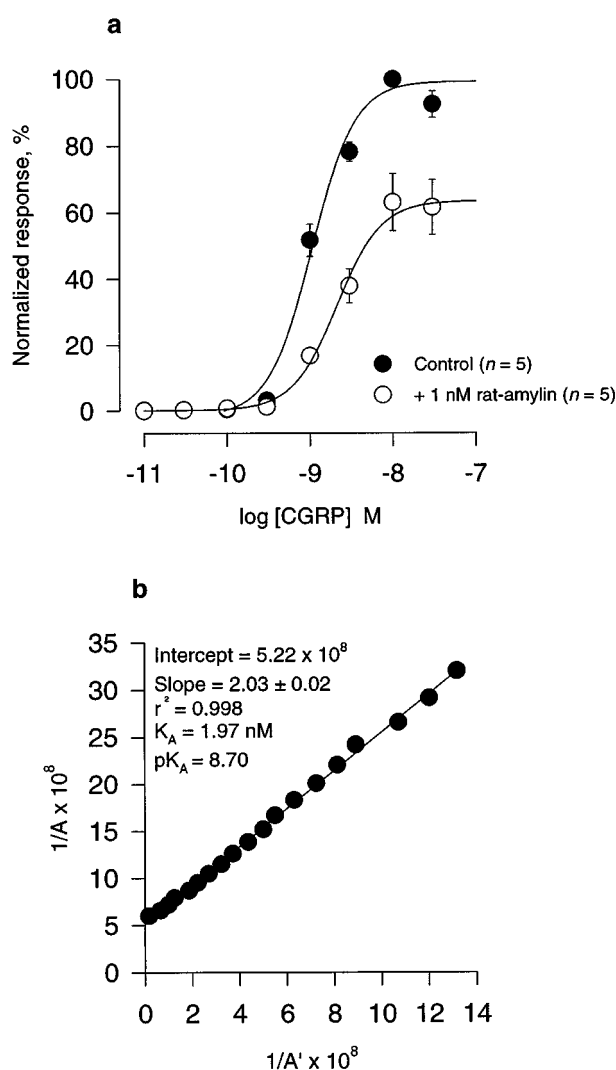 a
Normalized response, %
100
80
60
40
20
0
Control (n = 5)
+ 1 nM rat-amylin (n = 5)
-11 -10 -9 -8 -7
log [CGRP] M
b
1/A x 10⁸
35
30
25
20
15
10
5
0
Intercept = 5.22 x 10⁸
Slope = 2.03 ± 0.02
r² = 0.998
K_A = 1.97 nM
pK_A = 8.70
0 2 4 6 8 10 12 14
1/A' x 10⁸